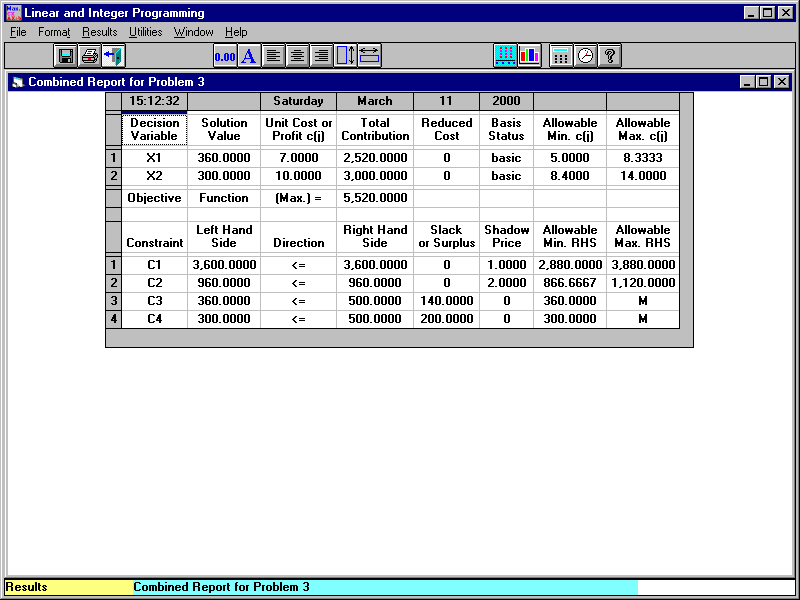 Linear and Integer Programming
File Format Results Utilities Window Help
0.00 A ?
Combined Report for Problem 3
15:12:32 Saturday March 11 2000
Decision Solution Unit Cost or Total Reduced Basis Allowable Allowable
Variable Value Profit c(j) Contribution Cost Status Min. c(j) Max. c(j)
1 X1 360.0000 7.0000 2,520.0000 0 basic 5.0000 8.3333
2 X2 300.0000 10.0000 3,000.0000 0 basic 8.4000 14.0000
Objective Function (Max.) = 5,520.0000
Left Hand Right Hand Slack Shadow Allowable Allowable
Constraint Side Direction Side or Surplus Price Min. RHS Max. RHS
1 C1 3,600.0000 <= 3,600.0000 0 1.0000 2,880.0000 3,880.0000
2 C2 960.0000 <= 960.0000 0 2.0000 866.6667 1,120.0000
3 C3 360.0000 <= 500.0000 140.0000 0 360.0000 M
4 C4 300.0000 <= 500.0000 200.0000 0 300.0000 M
Results Combined Report for Problem 3